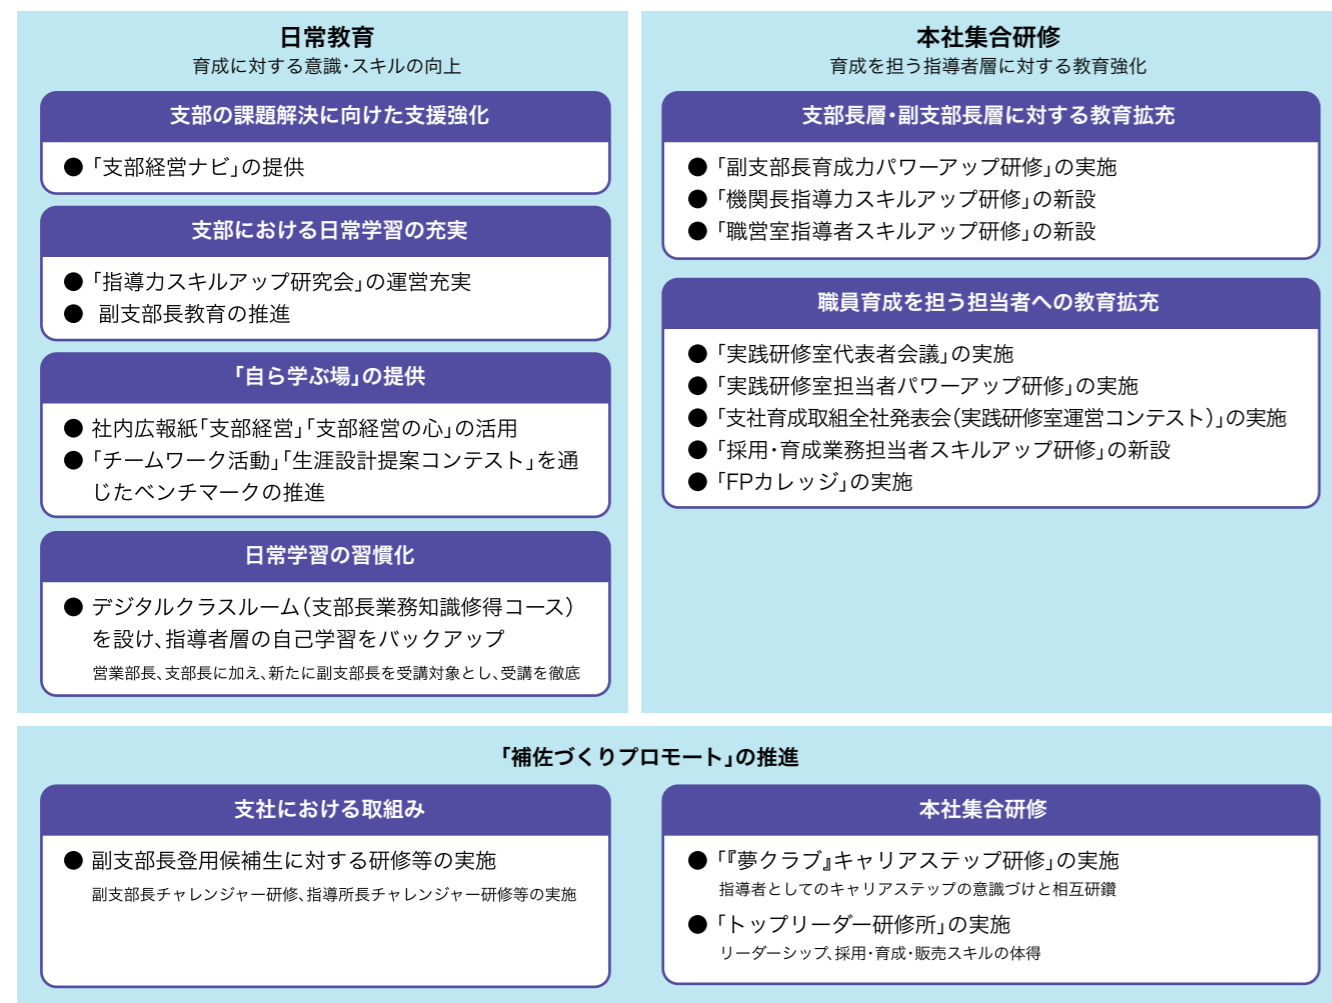 日常教育
育成に対する意識・スキルの向上
支部の課題解決に向けた支援強化
●「支部経営ナビ」の提供
支部における日常学習の充実
●「指導力スキルアップ研究会」の運営充実
● 副支部長教育の推進
「自ら学ぶ場」の提供
● 社内広報紙「支部経営」「支部経営の心」の活用
●「チームワーク活動」「生涯設計提案コンテスト」を通
じたベンチマークの推進
日常学習の習慣化
● デジタルクラスルーム(支部長業務知識修得コース)
を設け、指導者層の自己学習をバックアップ
営業部長、支部長に加え、新たに副支部長を受講対象とし、受講を徹底
本社集合研修
育成を担う指導者層に対する教育強化
支部長層・副支部長層に対する教育拡充
●「副支部長育成力パワーアップ研修」の実施
●「機関長指導力スキルアップ研修」の新設
●「職営室指導者スキルアップ研修」の新設
職員育成を担う担当者への教育拡充
●「実践研修室代表者会議」の実施
●「実践研修室担当者パワーアップ研修」の実施
●「支社育成取組全社発表会(実践研修室運営コンテスト)」の実施
●「採用・育成業務担当者スキルアップ研修」の新設
●「FPカレッジ」の実施
「補佐づくりプロモート」の推進
支社における取組み
● 副支部長登用候補生に対する研修等の実施
副支部長チャレンジャー研修、指導所長チャレンジャー研修等の実施
本社集合研修
●「『夢クラブ』キャリアステップ研修」の実施
指導者としてのキャリアステップの意識づけと相互研鑽
●「トップリーダー研修所」の実施
リーダーシップ、採用・育成・販売スキルの体得